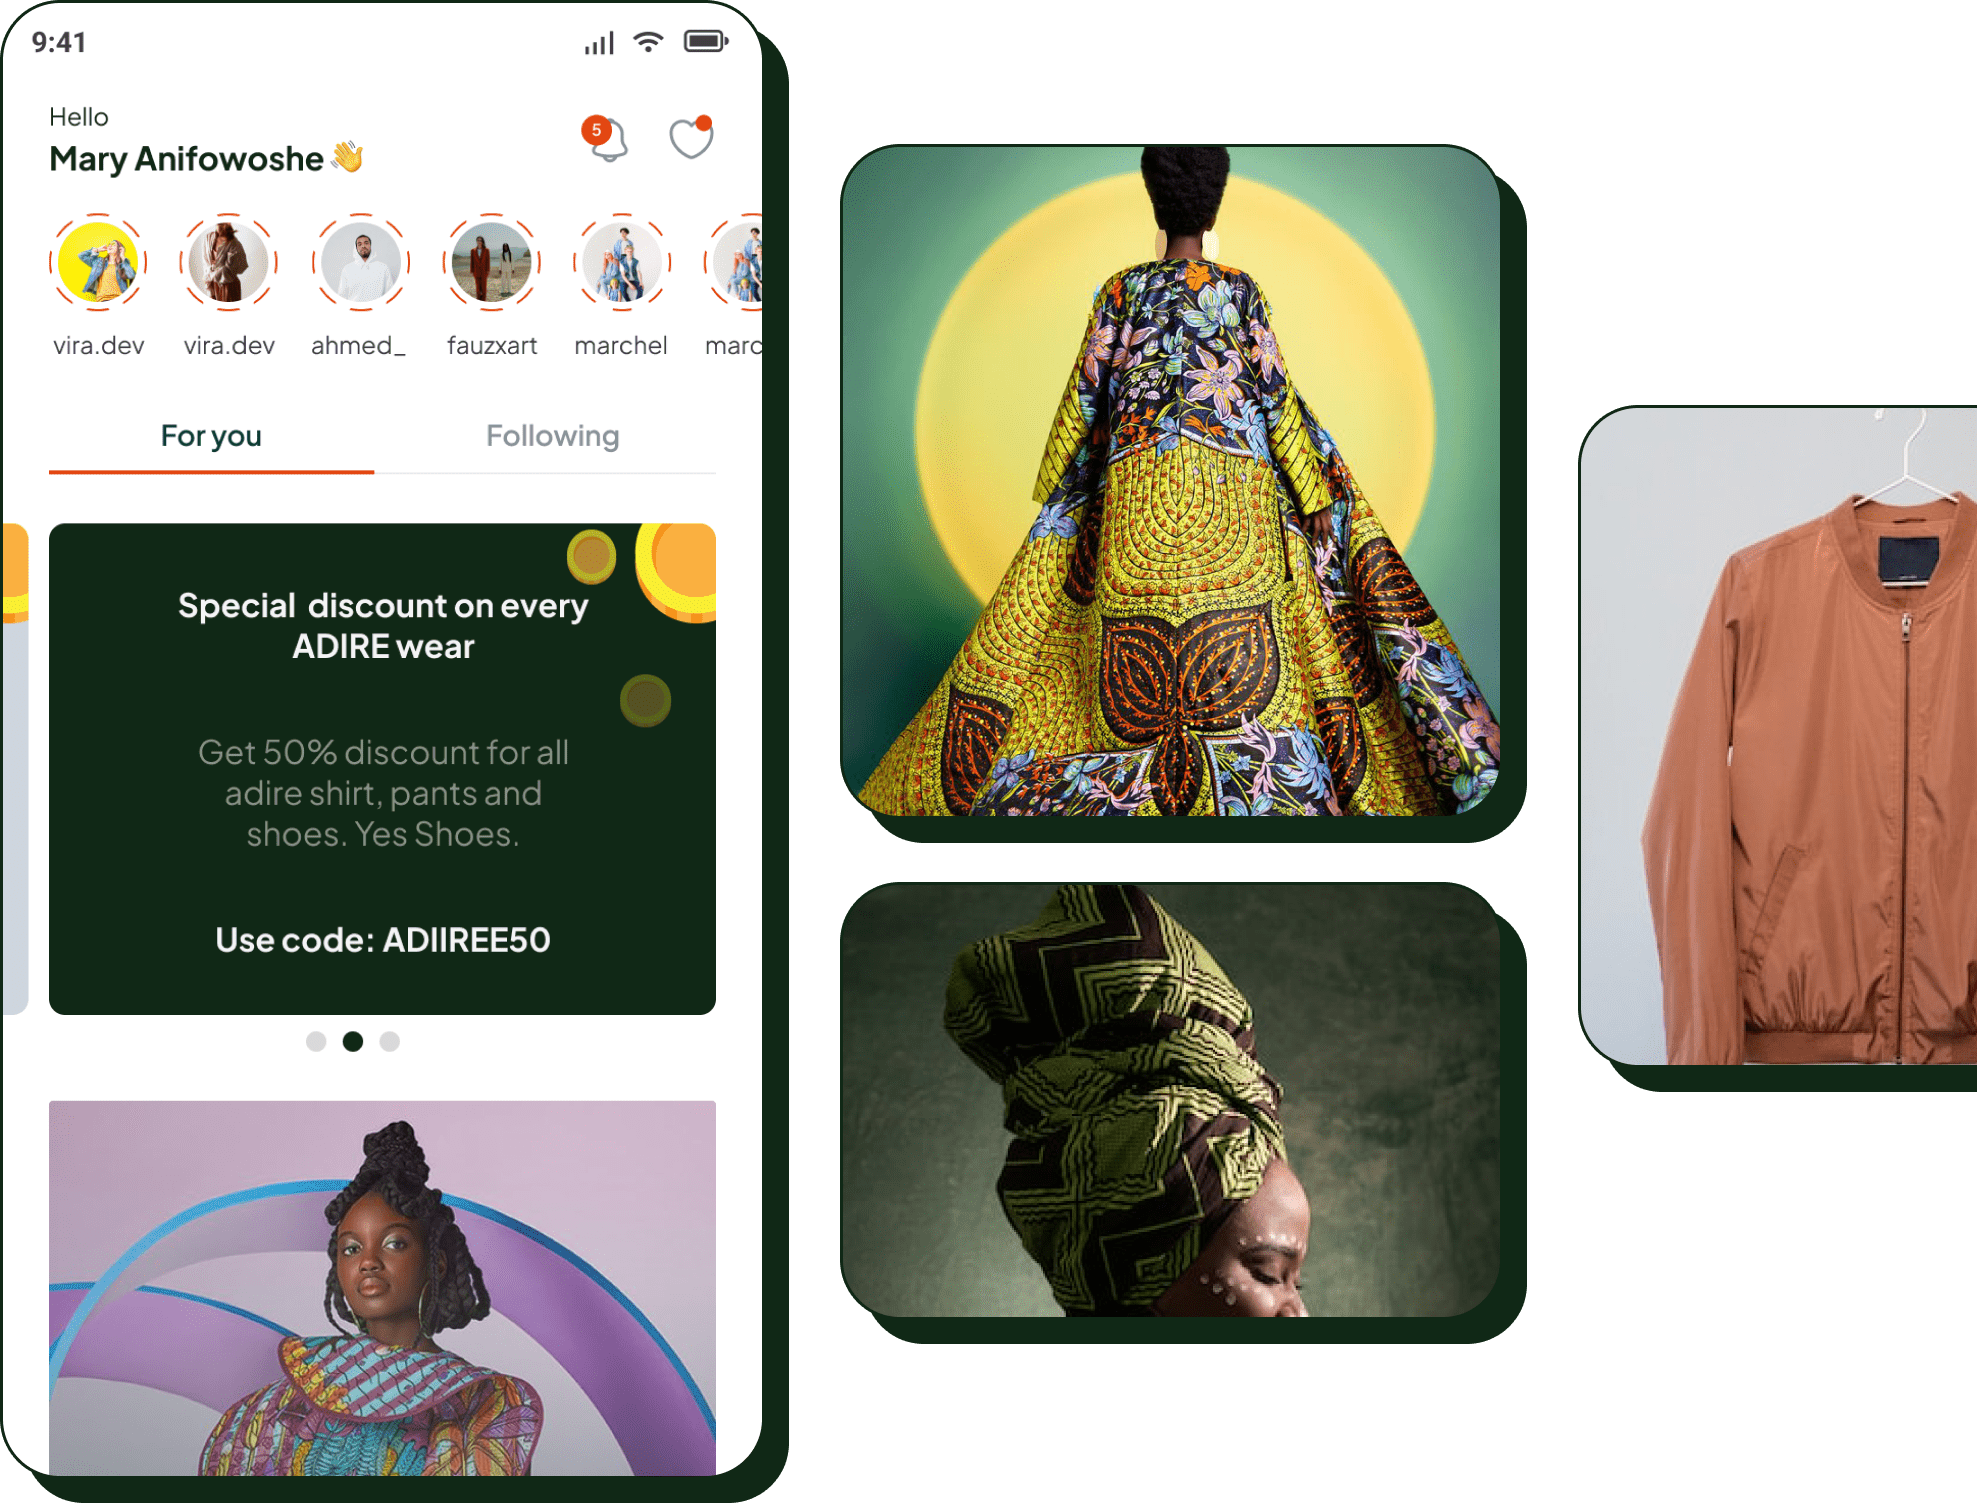 9:41
Hello
Mary Anifowoshe 👋
5
vira.dev
vira.dev
ahmed_
fauzxart
marchel
marc
For you
Following
Special discount on every
ADIRE wear
Get 50% discount for all
adire shirt, pants and
shoes. Yes Shoes.
Use code: ADIIREE50